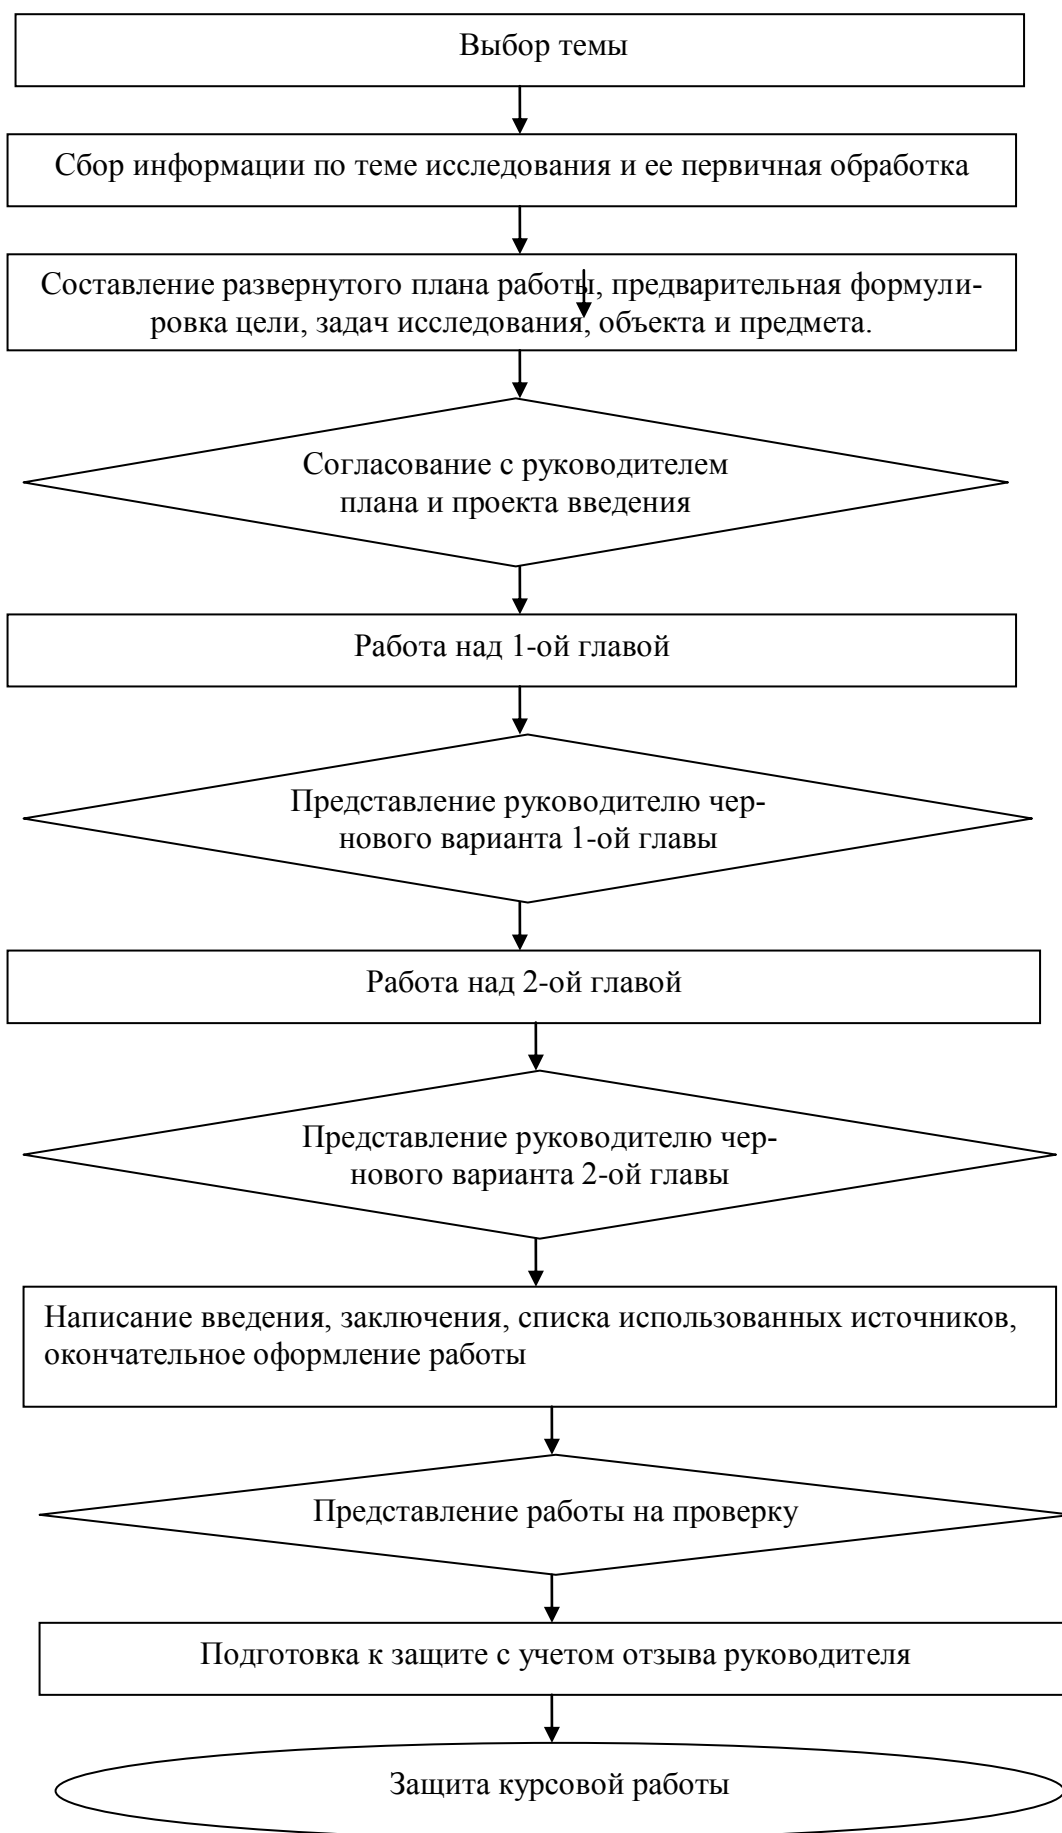 Выбор темы
Сбор информации по теме исследования и ее первичная обработка
Составление развернутого плана работы, предварительная формули-
ровка цели, задач исследования, объекта и предмета.
Согласование с руководителем
плана и проекта введения
Работа над 1-ой главой
Представление руководителю чер-
нового варианта 1-ой главы
Работа над 2-ой главой
Представление руководителю чер-
нового варианта 2-ой главы
Написание введения, заключения, списка использованных источников,
окончательное оформление работы
Представление работы на проверку
Подготовка к защите с учетом отзыва руководителя
Защита курсовой работы